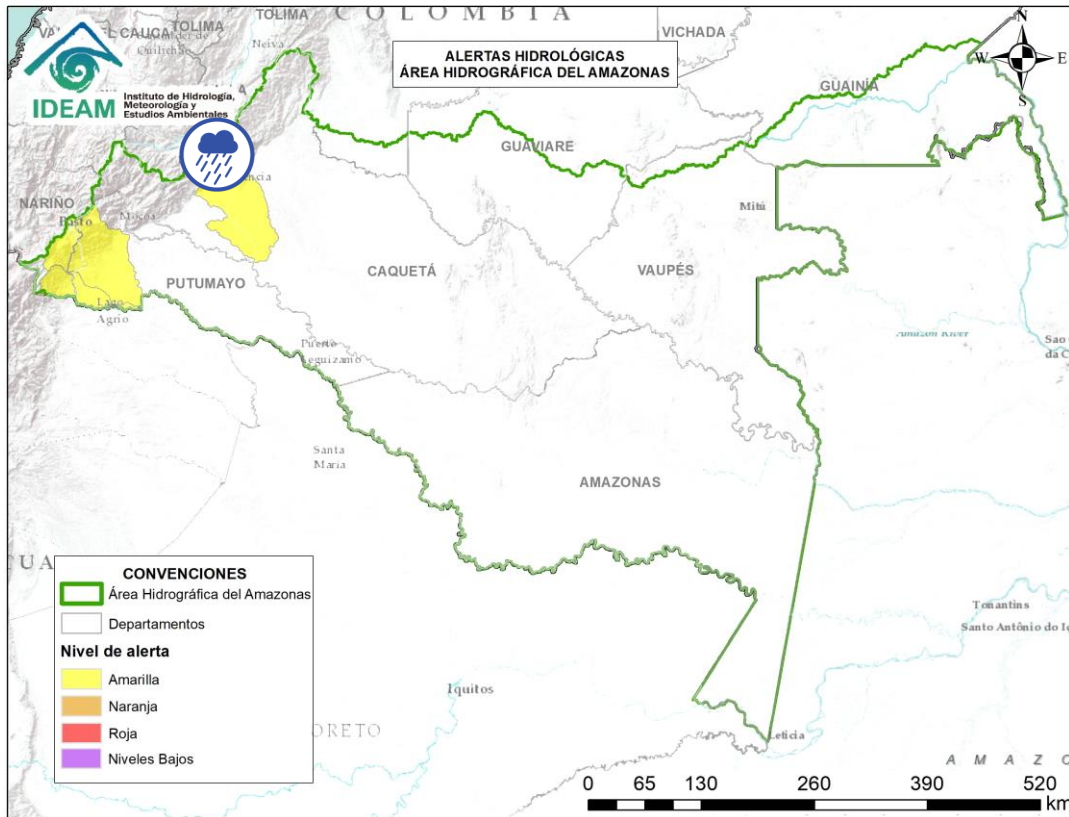 COLOMBIA
TOLIMA
TOLIMA
CAUCA
Neiva
VICHADA
ALERTAS HIDROLÓGICAS
ÁREA HIDROGRÁFICA DEL AMAZONAS
N
W E
S
IDEAM
Instituto de Hidrología,
Meteorología y
Estudios Ambientales
GUAINÍA
GUAVIARE
NARIÑO
Pasto
Mocoa
Mitú
CAQUETÁ
VAUPÉS
PUTUMAYO
Lago
Agrio
Puerto
Amazon River
Sao
da
Santa
Maria
AMAZONAS
CONVENCIONES
Área Hidrográfica del Amazonas
Departamentos
Nivel de alerta
Amarilla
Naranja
Roja
Niveles Bajos
Tonantins
Santo Antônio do
Iquitos
ORETO
Leticia
AMAZO
0 65 130 260 390 520
km